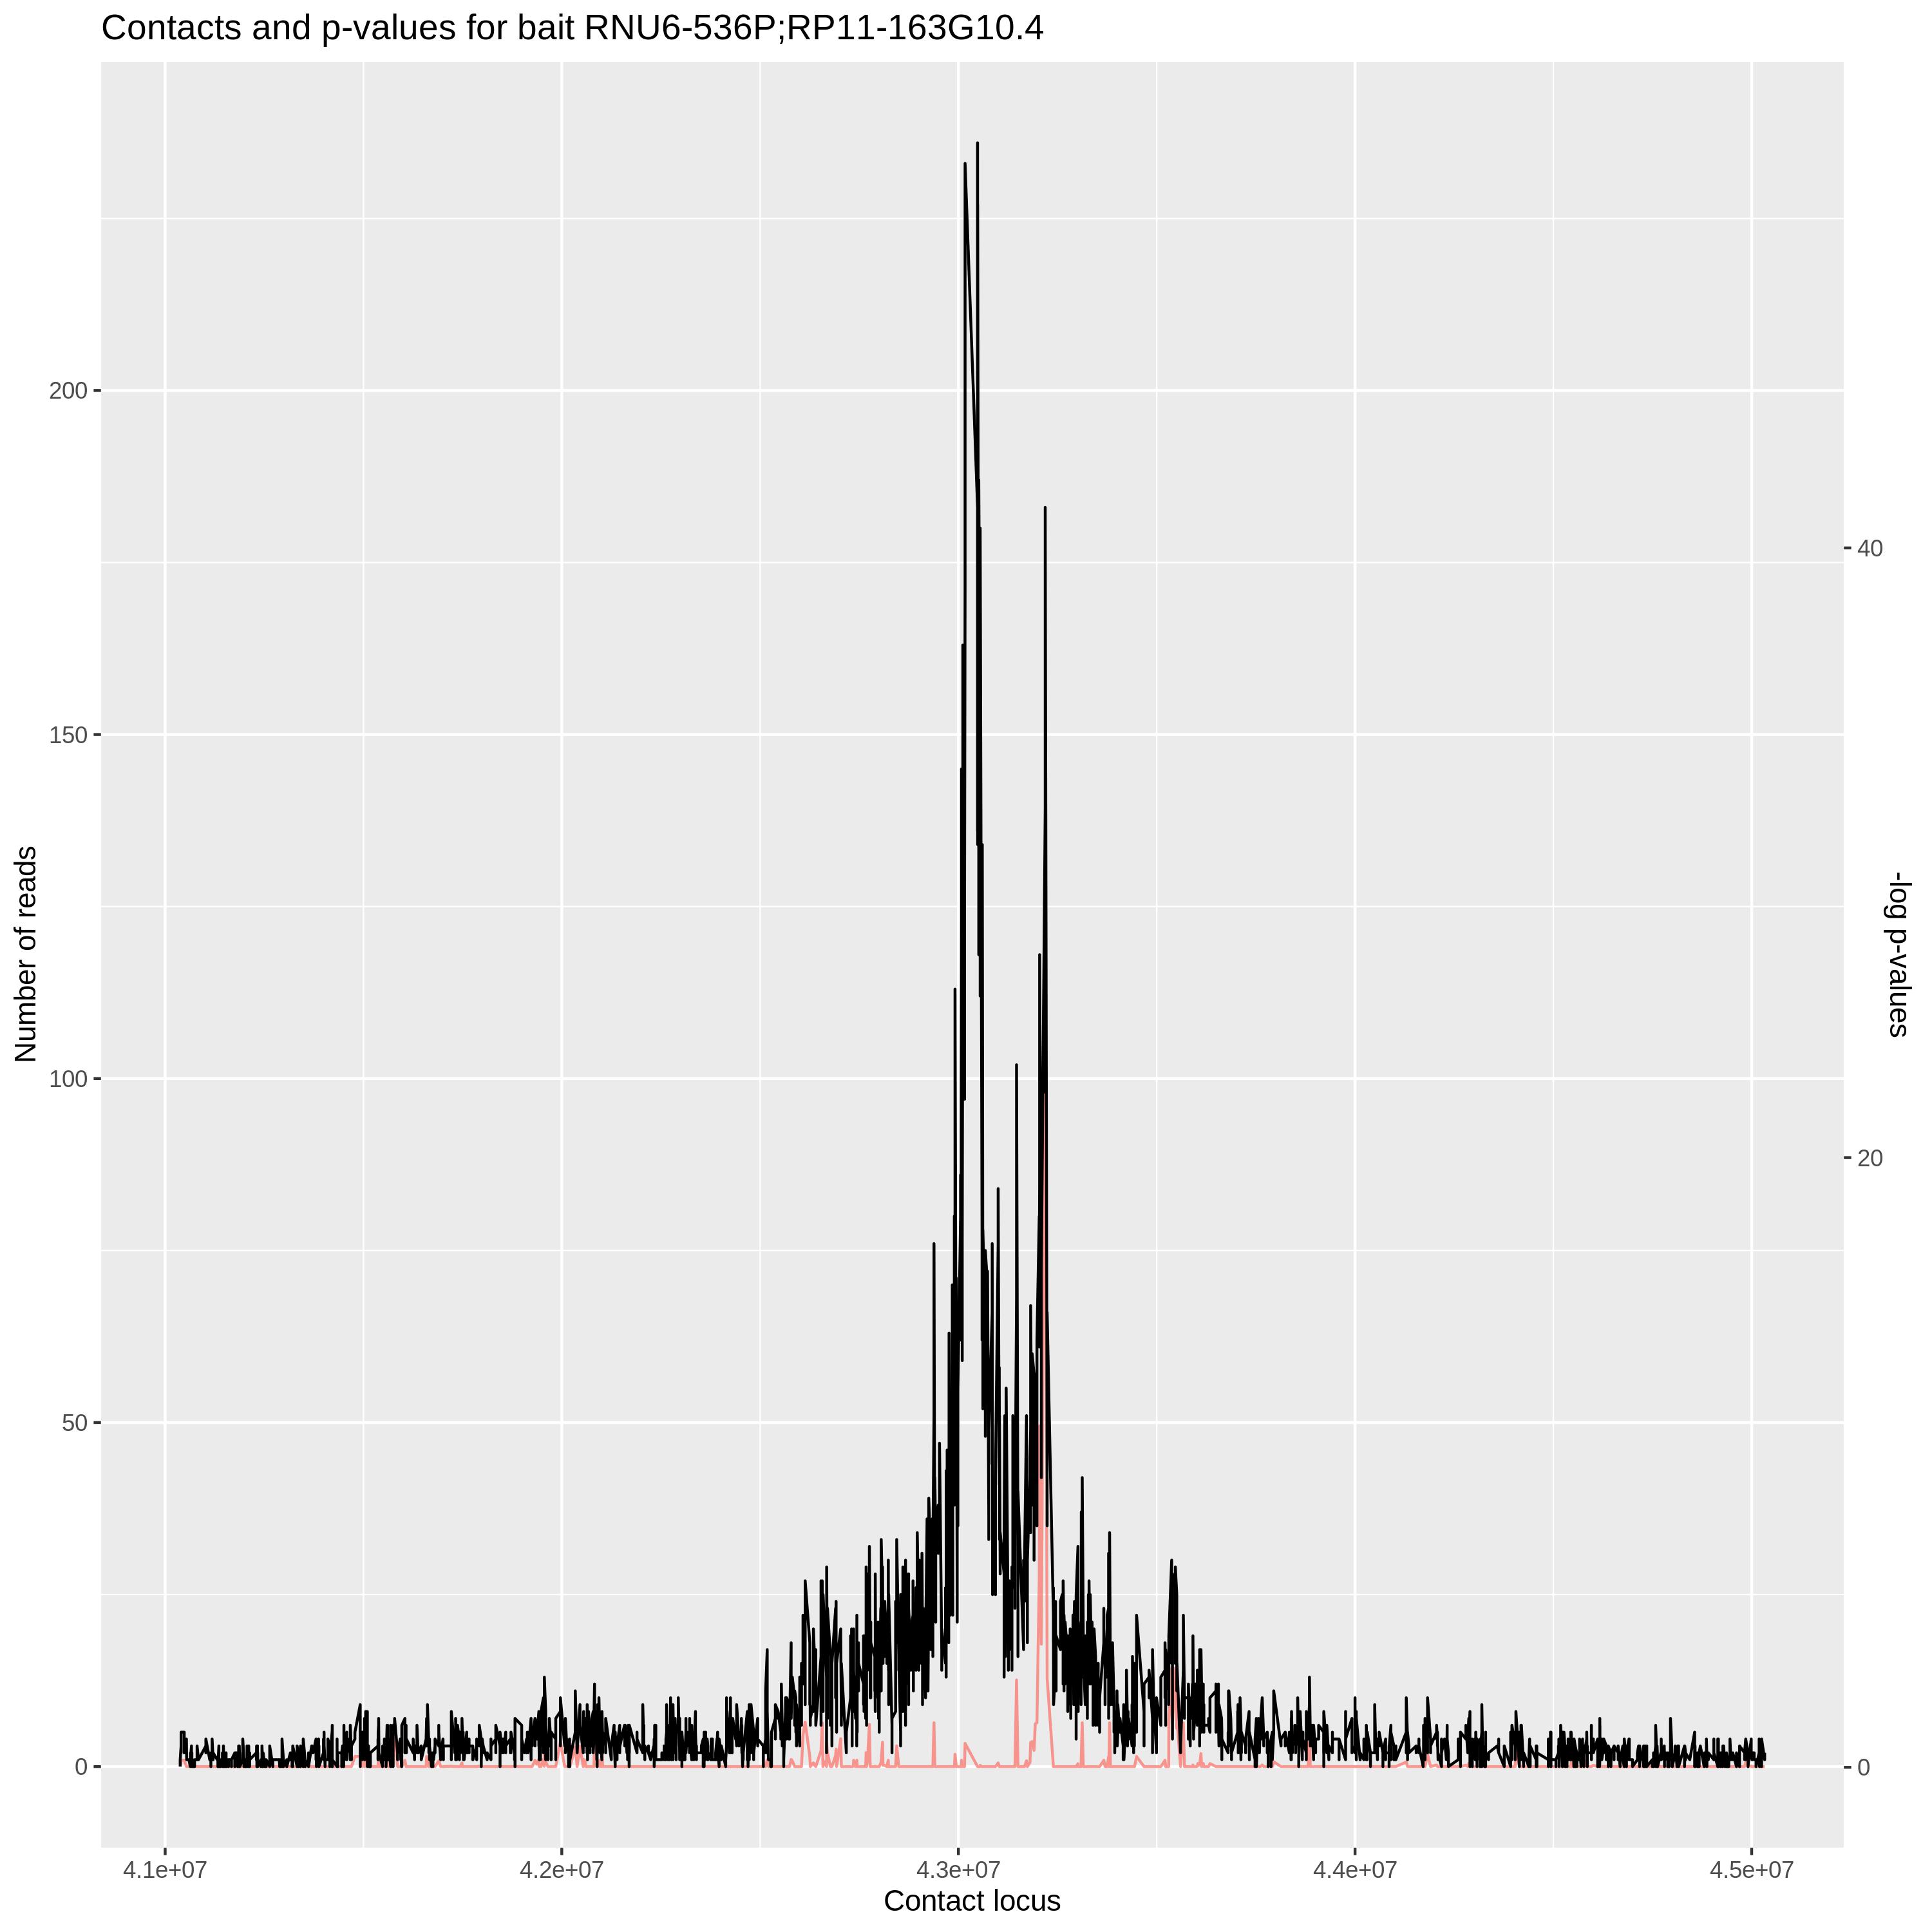 Contacts and p-values for bait RNU6-536P;RP11-163G10.4
200
150
100
50
0
Number of reads
40
20
0
-log p-values
4.1e+07
4.2e+07
4.3e+07
4.4e+07
4.5e+07
Contact locus